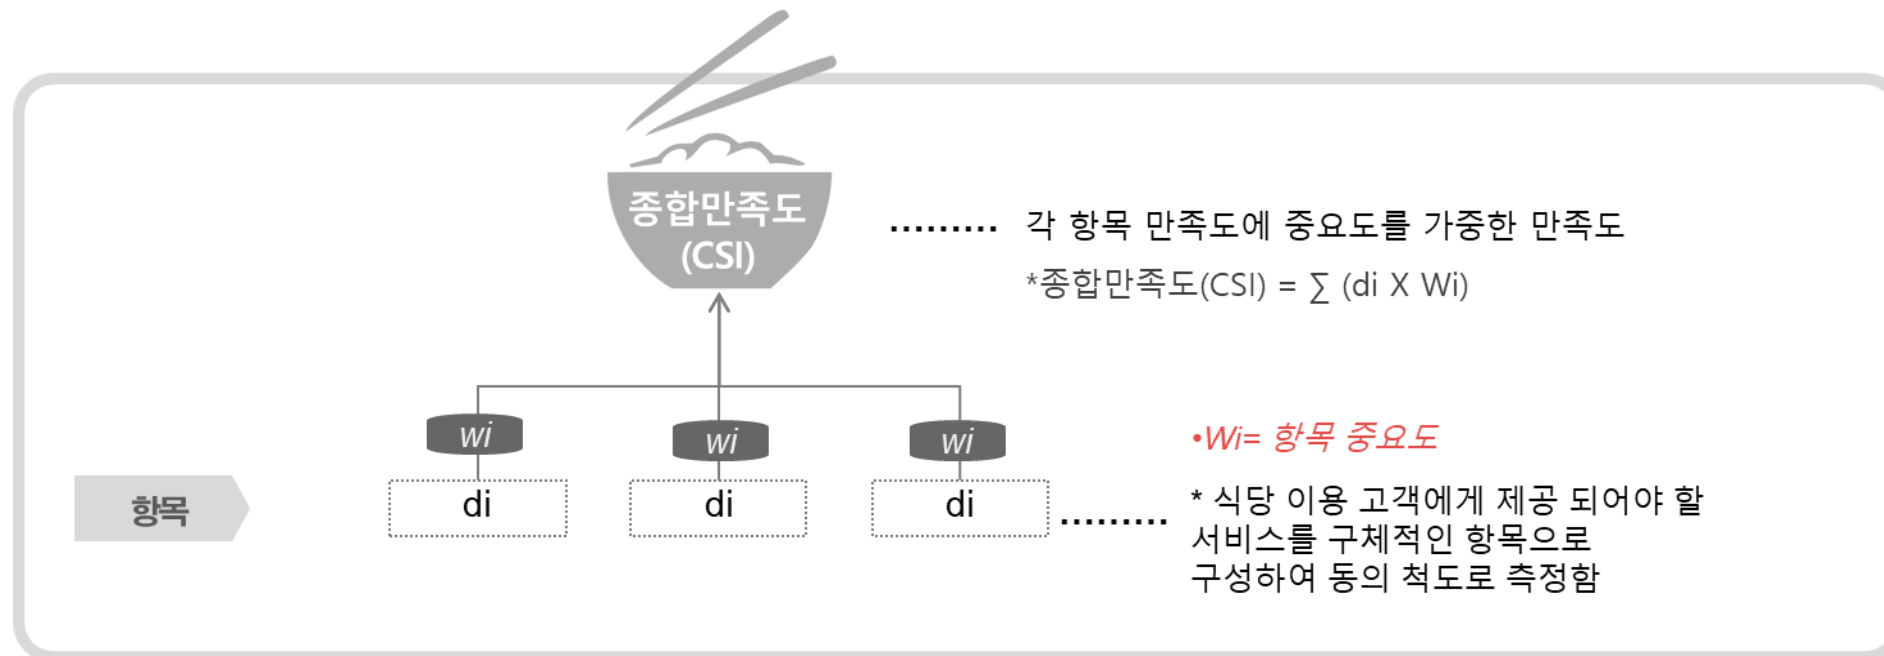 종합만족도
(CSI)
......... 각 항목 만족도에 중요도를 가중한 만족도
*종합만족도(CSI) = ∑ (di X Wi)
wi
wi
wi
•Wi= 항목 중요도
항목
di
di
di
......... * 식당 이용 고객에게 제공 되어야 할
서비스를 구체적인 항목으로
구성하여 동의 척도로 측정함